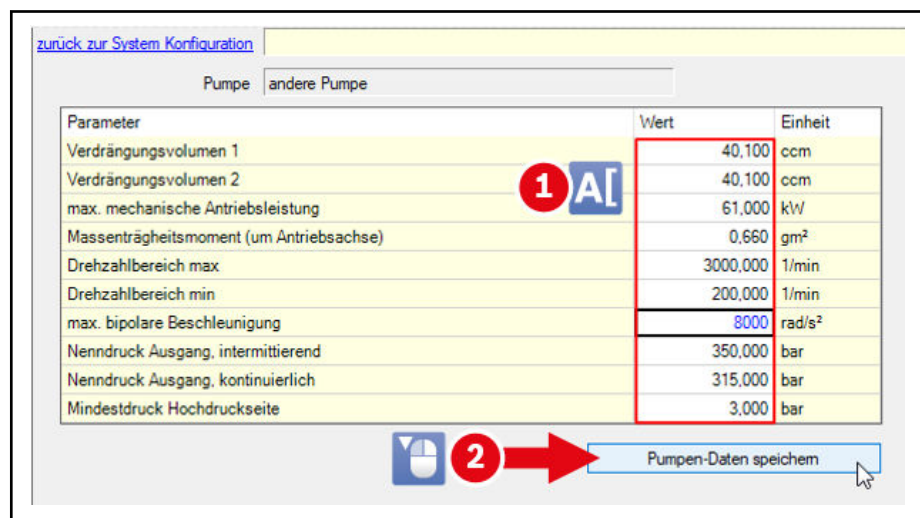 zurück zur System Konfiguration
Pumpe andere Pumpe
Parameter Wert Einheit
Verdrängungsvolumen 1 40,100 ccm
Verdrängungsvolumen 2 40,100 ccm
max. mechanische Antriebsleistung 61,000 kW
Massenträgheitsmoment (um Antriebsachse) 0,660 gm²
Drehzahlbereich max 3000,000 1/min
Drehzahlbereich min 200,000 1/min
max. bipolare Beschleunigung 8000 rad/s²
Nenndruck Ausgang, intermittierend 350,000 bar
Nenndruck Ausgang, kontinuierlich 315,000 bar
Mindestdruck Hochdruckseite 3,000 bar
1 A[
2 Pumpen-Daten speichern